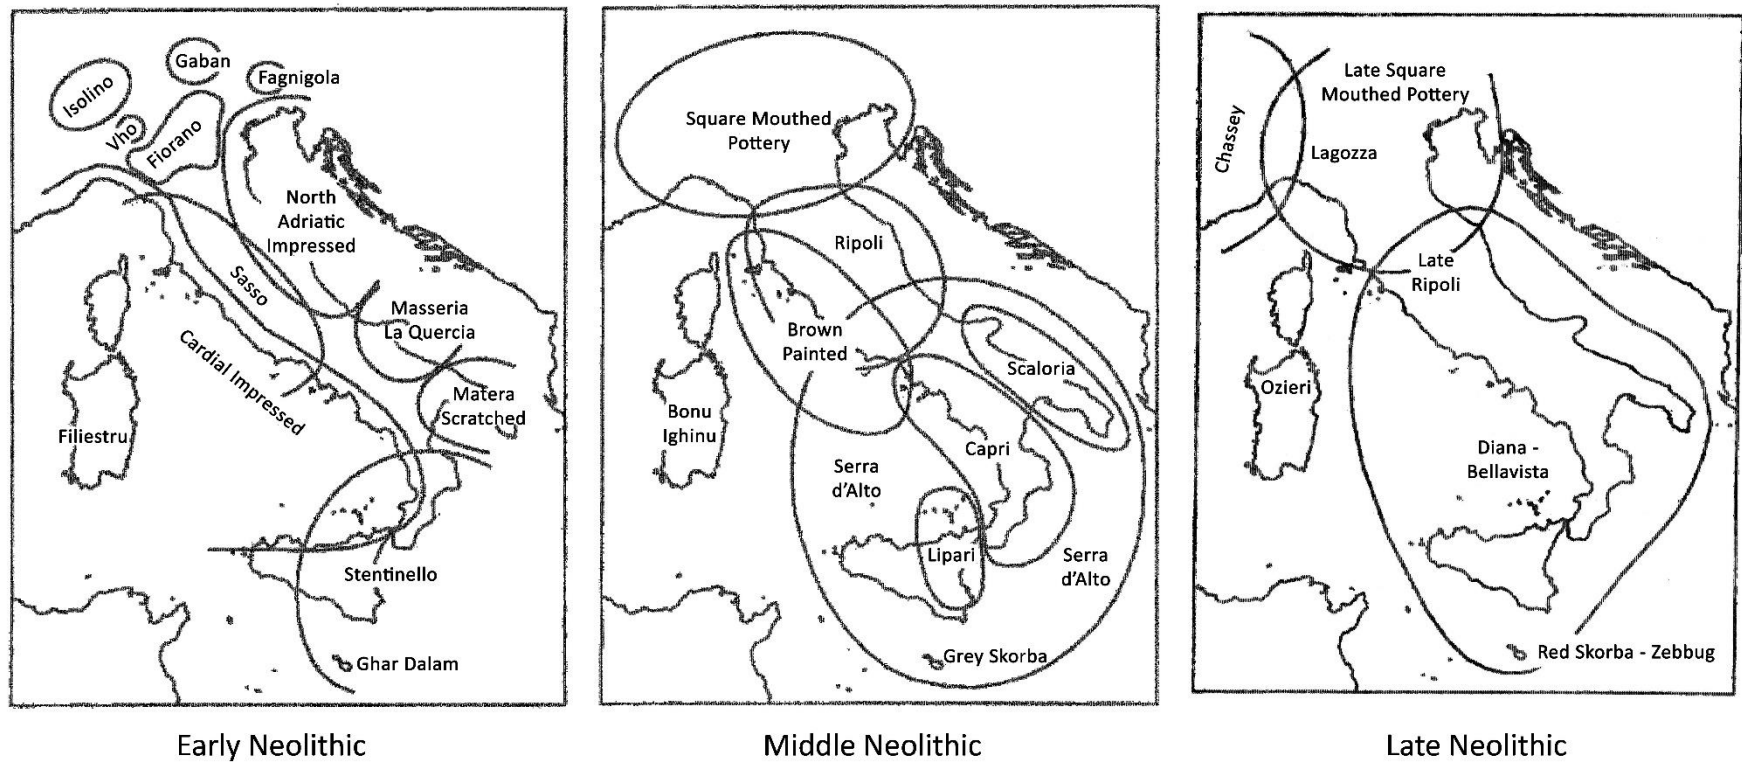 Gaban
Fagnigola
Isolino
Vho
Fiorano
North
Adriatic
Impressed
Sasso
Masseria
La Quercia
Cardial Impressed
Matera
Scratched
Filiestru
Stentinello
Ghar Dalam
Early Neolithic
Square Mouthed
Pottery
Ripoli
Brown
Painted
Scaloria
Bonu
Ighinu
Capri
Serra
d'Alto
Lipari
Serra
d'Alto
Grey Skorba
Middle Neolithic
Late Square
Mouthed Pottery
Chassey
Lagozza
Late
Ripoli
Ozieri
Diana -
Bellavista
Red Skorba - Zebbug
Late Neolithic